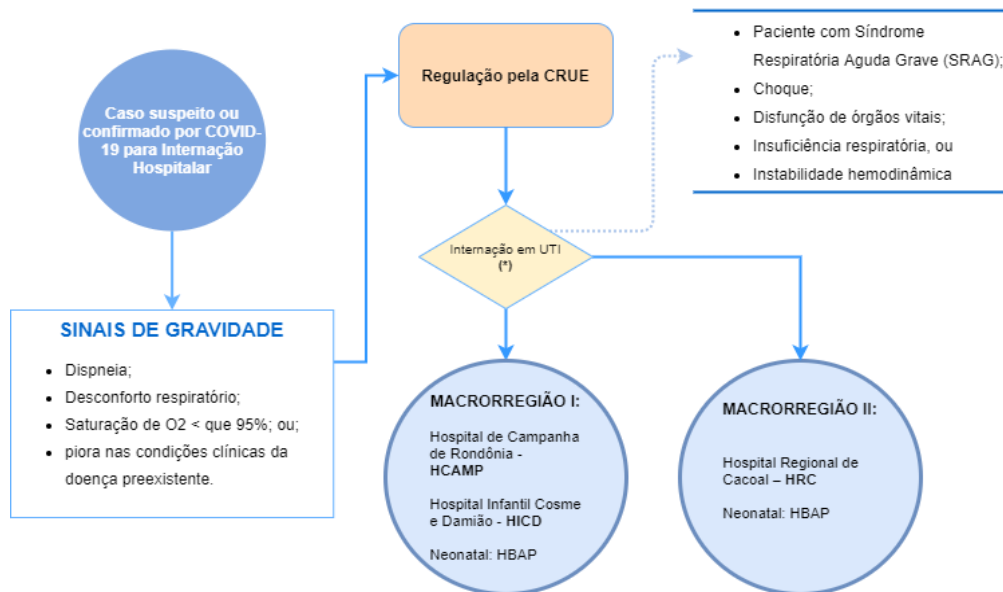 Caso suspeito ou
confirmado por COVID-
19 para Internação
Hospitalar
SINAIS DE GRAVIDADE
• Dispneia;
• Desconforto respiratório;
• Saturação de O2 < que 95%; ou;
• piora nas condições clínicas da
doença preexistente.
Regulação pela CRUE
Internação em UTI
(*)
• Paciente com Síndrome
Respiratória Aguda Grave (SRAG);
• Choque;
• Disfunção de órgãos vitais;
• Insuficiência respiratória, ou
• Instabilidade hemodinâmica
MACRORREGIÃO I:
Hospital de Campanha
de Rondônia -
HCAMP
Hospital Infantil Cosme
e Damião - HICD
Neonatal: HBAP
MACRORREGIÃO II:
Hospital Regional de
Cacoal – HRC
Neonatal: HBAP